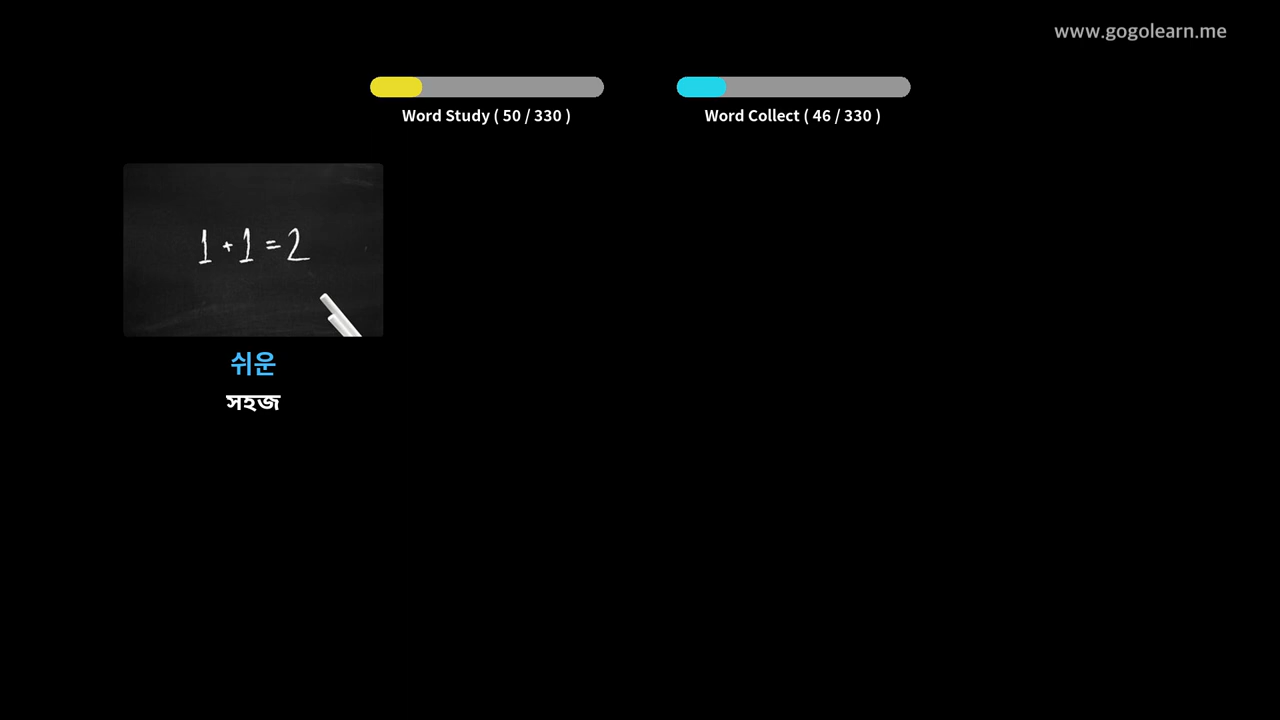 www.gogolearn.me
Word Study ( 50 / 330 )
Word Collect ( 46 / 330 )
1 + 1 = 2
쉬운
সহজ